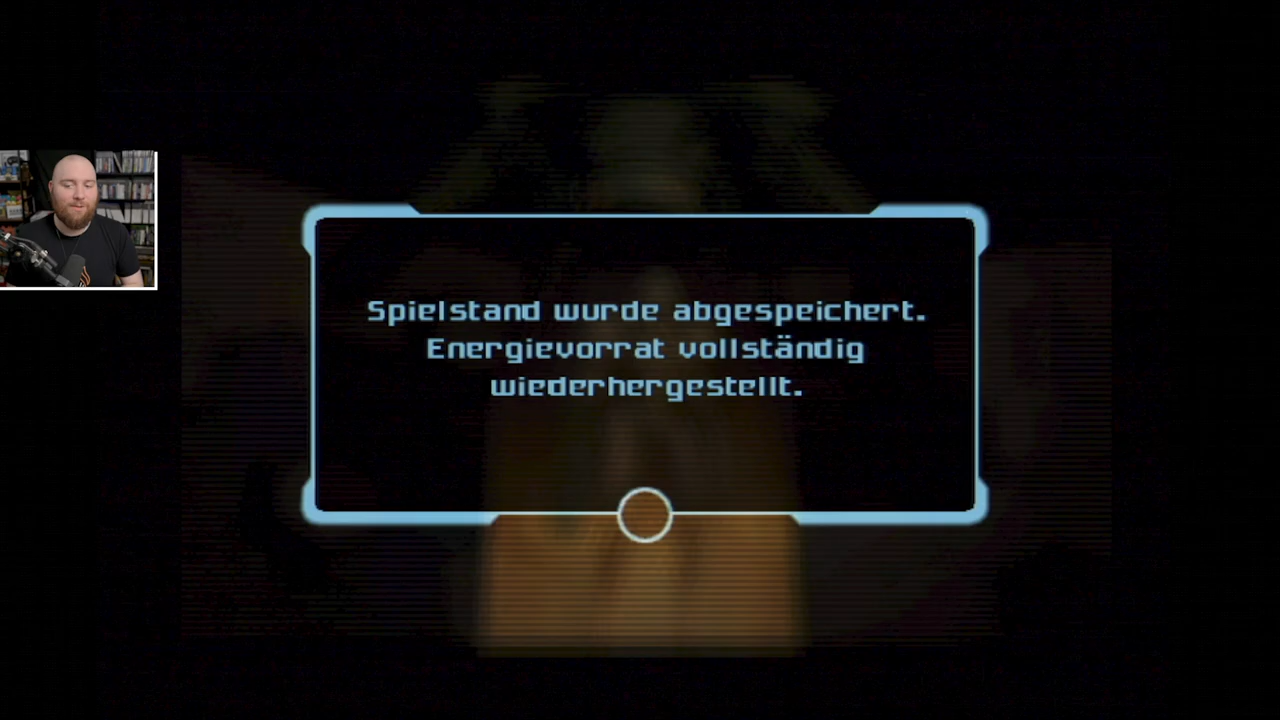 Spielstand wurde abgespeichert.
Energievorrat vollständig
wiederhergestellt.